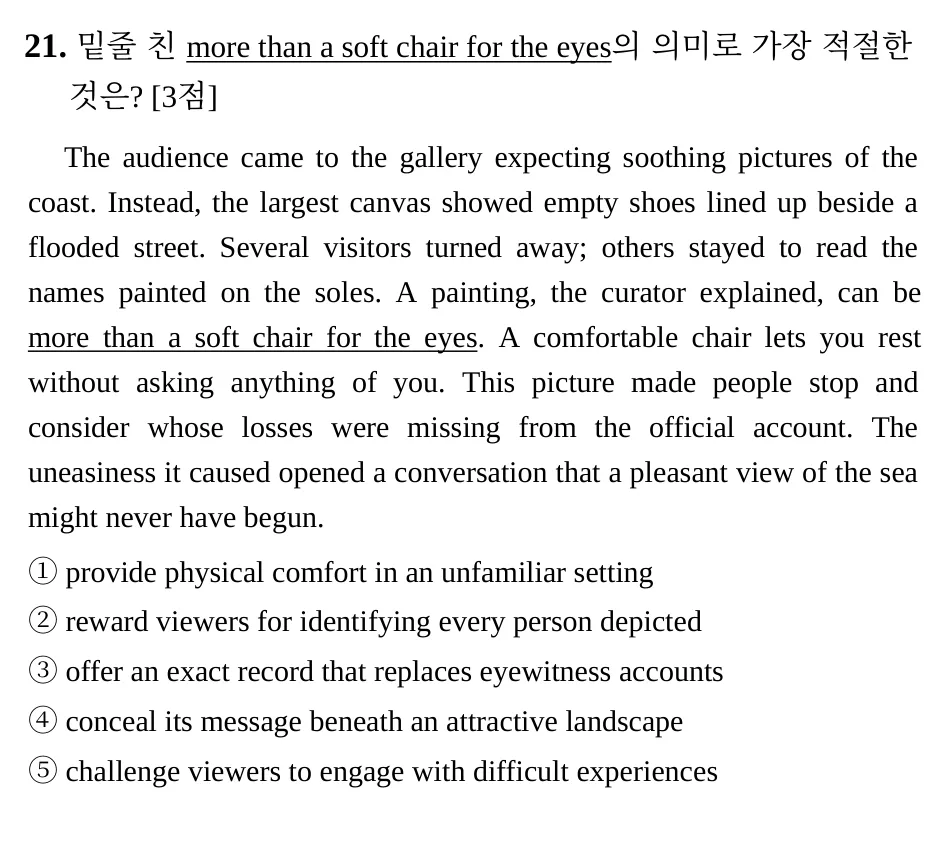 21. 밑줄 친 more than a soft chair for the eyes의 의미로 가장 적절한
것은? [3점]
The audience came to the gallery expecting soothing pictures of the
coast. Instead, the largest canvas showed empty shoes lined up beside a
flooded street. Several visitors turned away; others stayed to read the
names painted on the soles. A painting, the curator explained, can be
more than a soft chair for the eyes. A comfortable chair lets you rest
without asking anything of you. This picture made people stop and
consider whose losses were missing from the official account. The
uneasiness it caused opened a conversation that a pleasant view of the sea
might never have begun.
① provide physical comfort in an unfamiliar setting
② reward viewers for identifying every person depicted
③ offer an exact record that replaces eyewitness accounts
④ conceal its message beneath an attractive landscape
⑤ challenge viewers to engage with difficult experiences